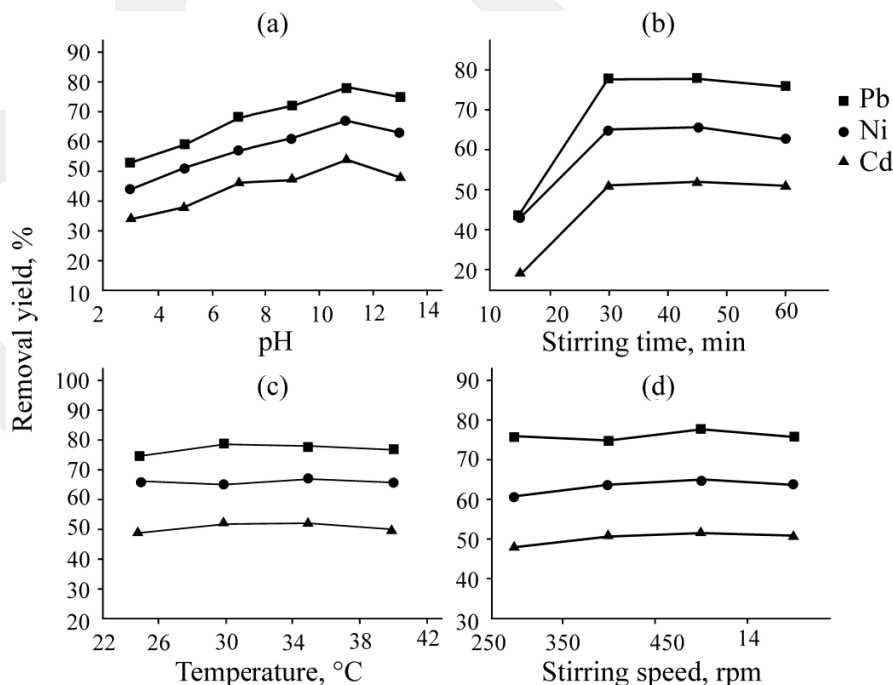 (a)
90
80
70
60
50
40
30
20
10
2 4 6 8 10 12 14
pH
(b)
80
70
60
50
40
20
10 20 30 40 50 60
Stirring time, min
■ Pb
● Ni
▲ Cd
Removal yield, %
(c)
100
90
80
70
60
50
40
30
20
22 26 30 34 38 42
Temperature, °C
(d)
90
80
70
60
50
40
30
250 350 450 14
Stirring speed, rpm